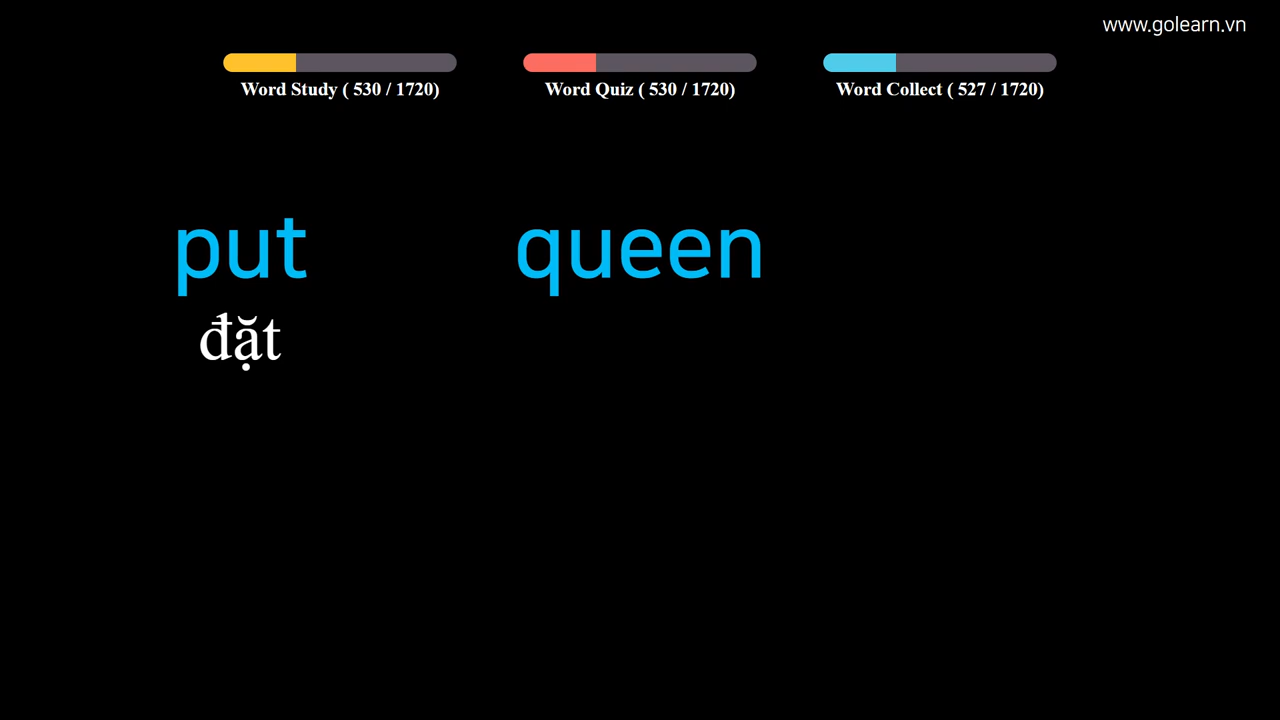 www.golearn.vn
Word Study ( 530 / 1720)
Word Quiz ( 530 / 1720)
Word Collect ( 527 / 1720)
put
queen
đặt